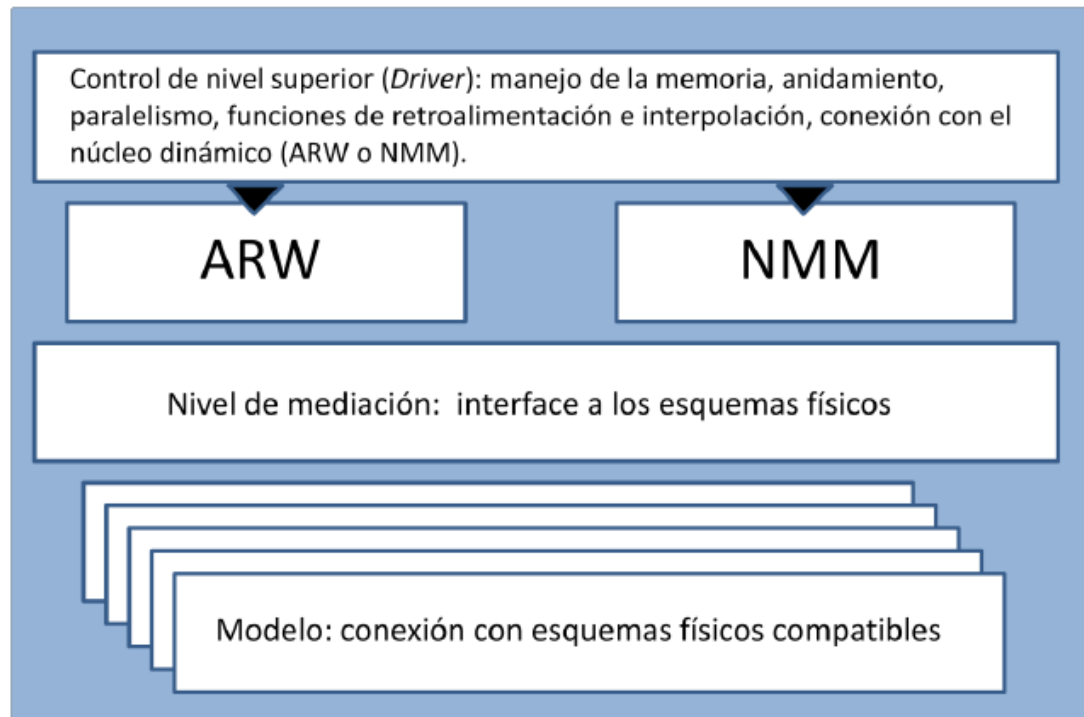 Control de nivel superior (Driver): manejo de la memoria, anidamiento,
paralelismo, funciones de retroalimentación e interpolación, conexión con el
núcleo dinámico (ARW o NMM).
ARW
NMM
Nivel de mediación:  interface a los esquemas físicos
Modelo: conexión con esquemas físicos compatibles